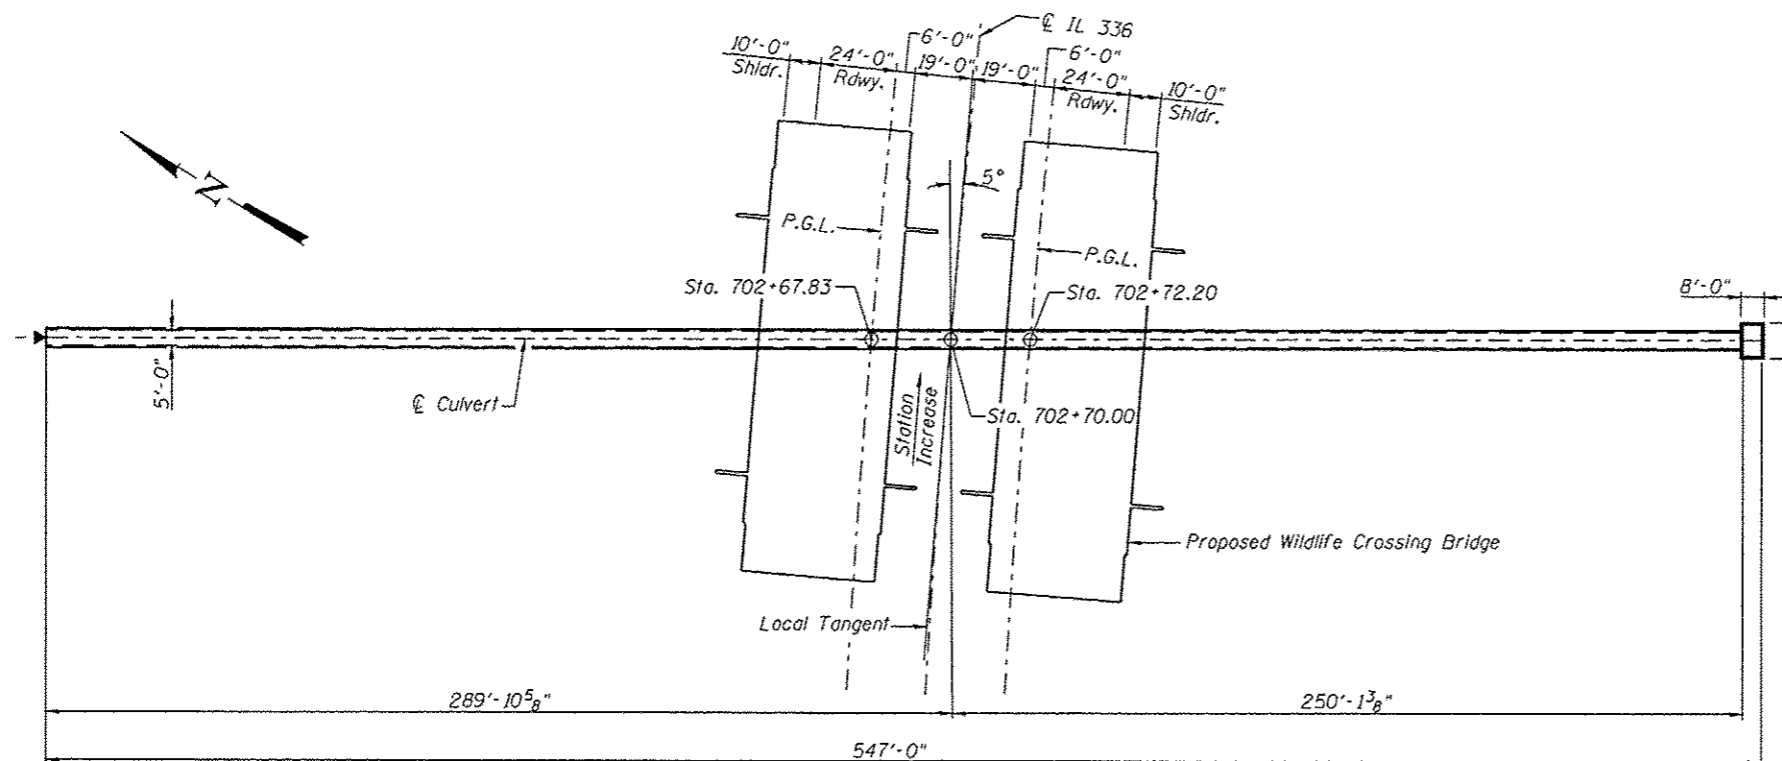 ℄ IL 336
6'-0"
10'-0"
Shldr.
24'-0"
Rdwy.
19'-0"
19'-0"
6'-0"
24'-0"
Rdwy.
10'-0"
Shldr.
N
5°
P.G.L.
P.G.L.
Sta. 702+67.83
Sta. 702+72.20
8'-0"
5'-0"
℄ Culvert
Station
Increase
Sta. 702+70.00
Proposed Wildlife Crossing Bridge
Local Tangent
289'-10⅝"
250'-1⅜"
547'-0"